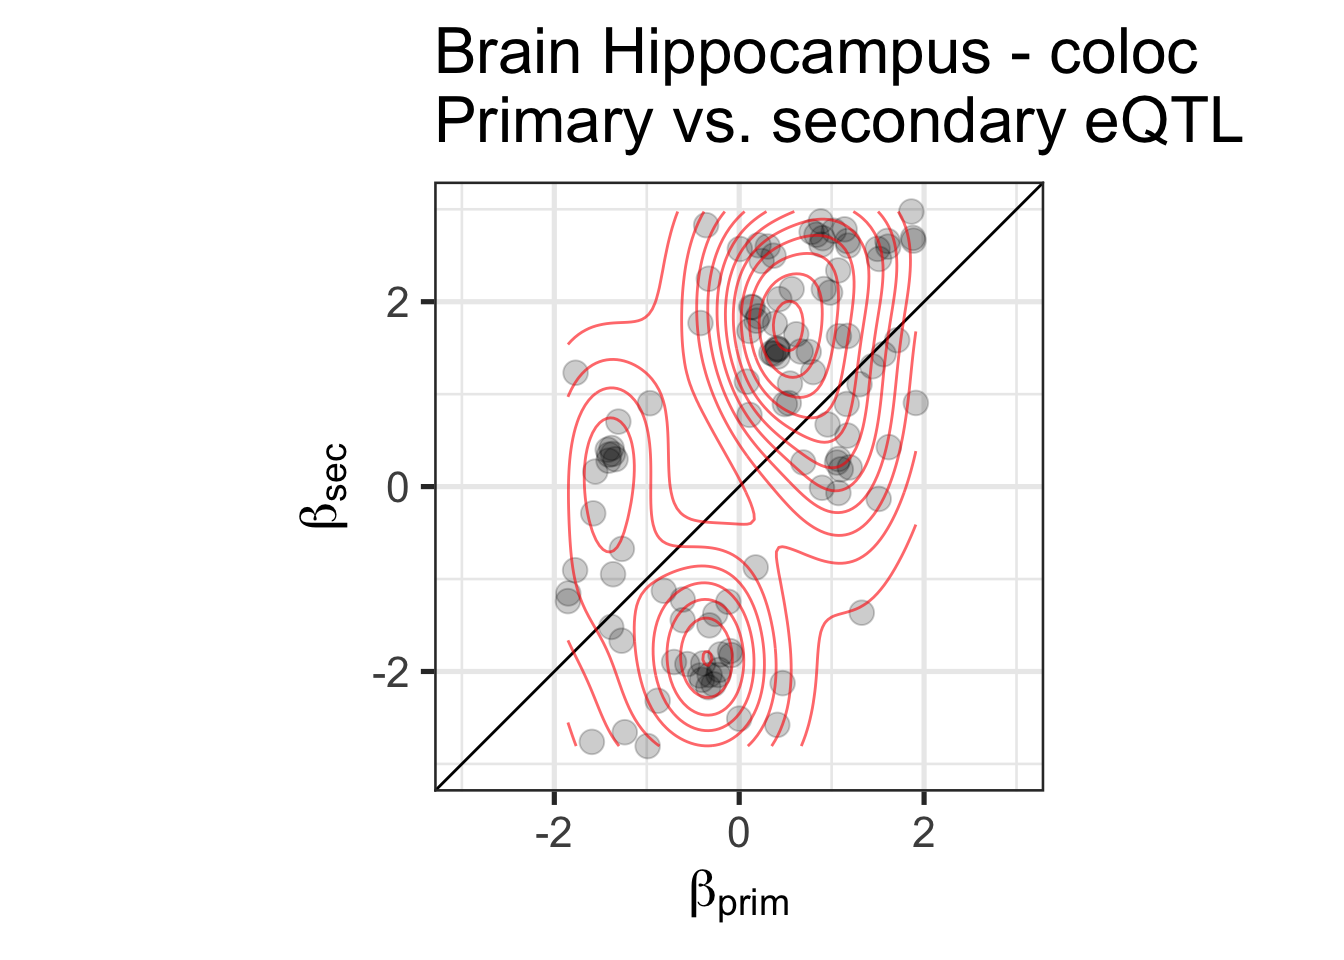 Brain Hippocampus - coloc
Primary vs. secondary eQTL
2
0
-2
βsec
-2 0 2
βprim